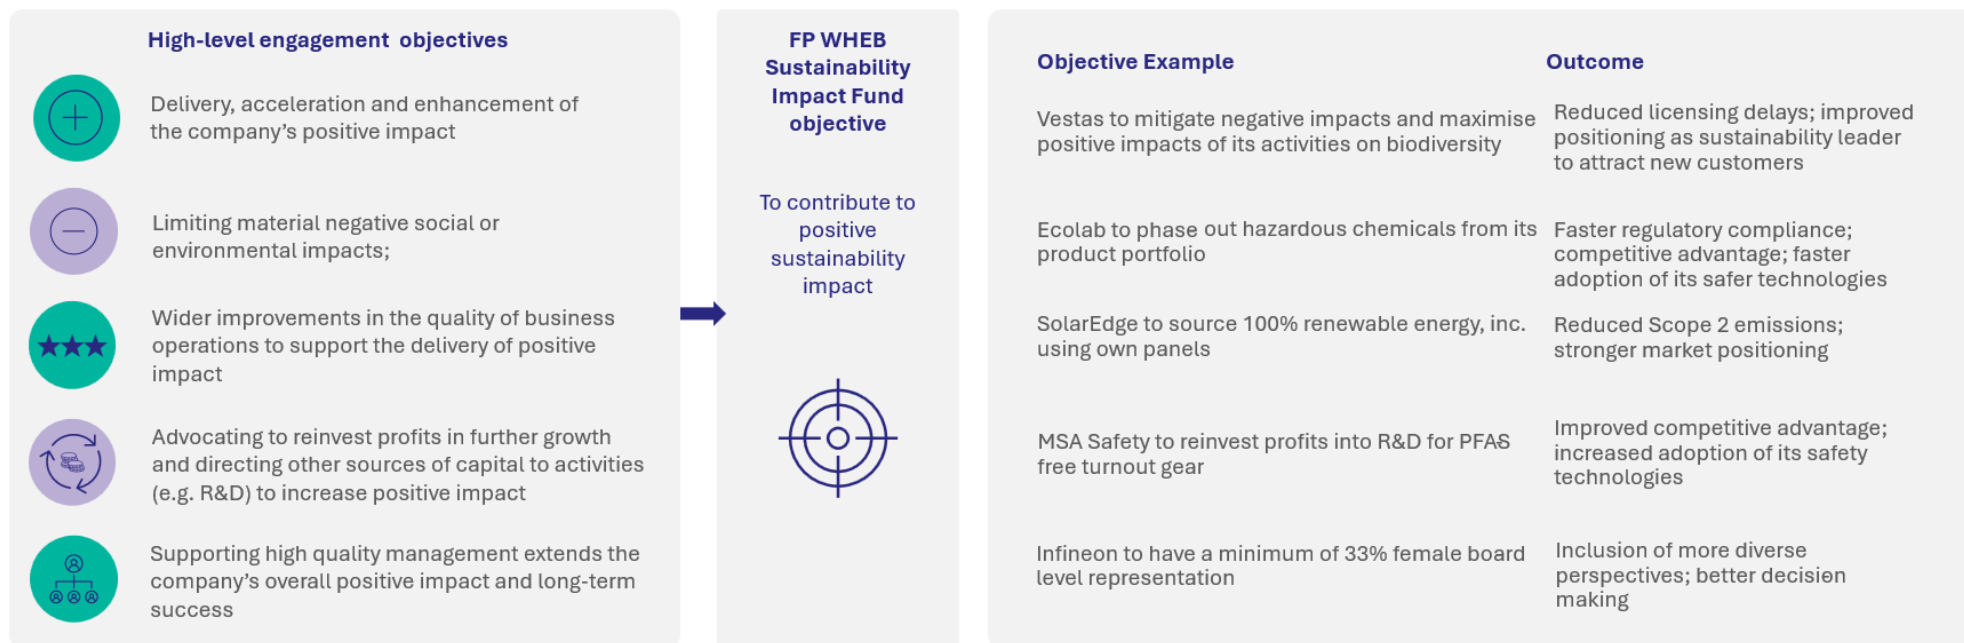 High-level engagement objectives
Delivery, acceleration and enhancement of
the company's positive impact
Limiting material negative social or
environmental impacts;
Wider improvements in the quality of business
operations to support the delivery of positive
impact
Advocating to reinvest profits in further growth
and directing other sources of capital to activities
(e.g. R&D) to increase positive impact
Supporting high quality management extends the
company's overall positive impact and long-term
success
FP WHEB
Sustainability
Impact Fund
objective
To contribute to
positive
sustainability
impact
Objective Example
Outcome
Vestas to mitigate negative impacts and maximise
positive impacts of its activities on biodiversity
Reduced licensing delays; improved
positioning as sustainability leader
to attract new customers
Ecolab to phase out hazardous chemicals from its
product portfolio
Faster regulatory compliance;
competitive advantage; faster
adoption of its safer technologies
SolarEdge to source 100% renewable energy, inc.
using own panels
Reduced Scope 2 emissions;
stronger market positioning
MSA Safety to reinvest profits into R&D for PFAS
free turnout gear
Improved competitive advantage;
increased adoption of its safety
technologies
Infineon to have a minimum of 33% female board
level representation
Inclusion of more diverse
perspectives; better decision
making